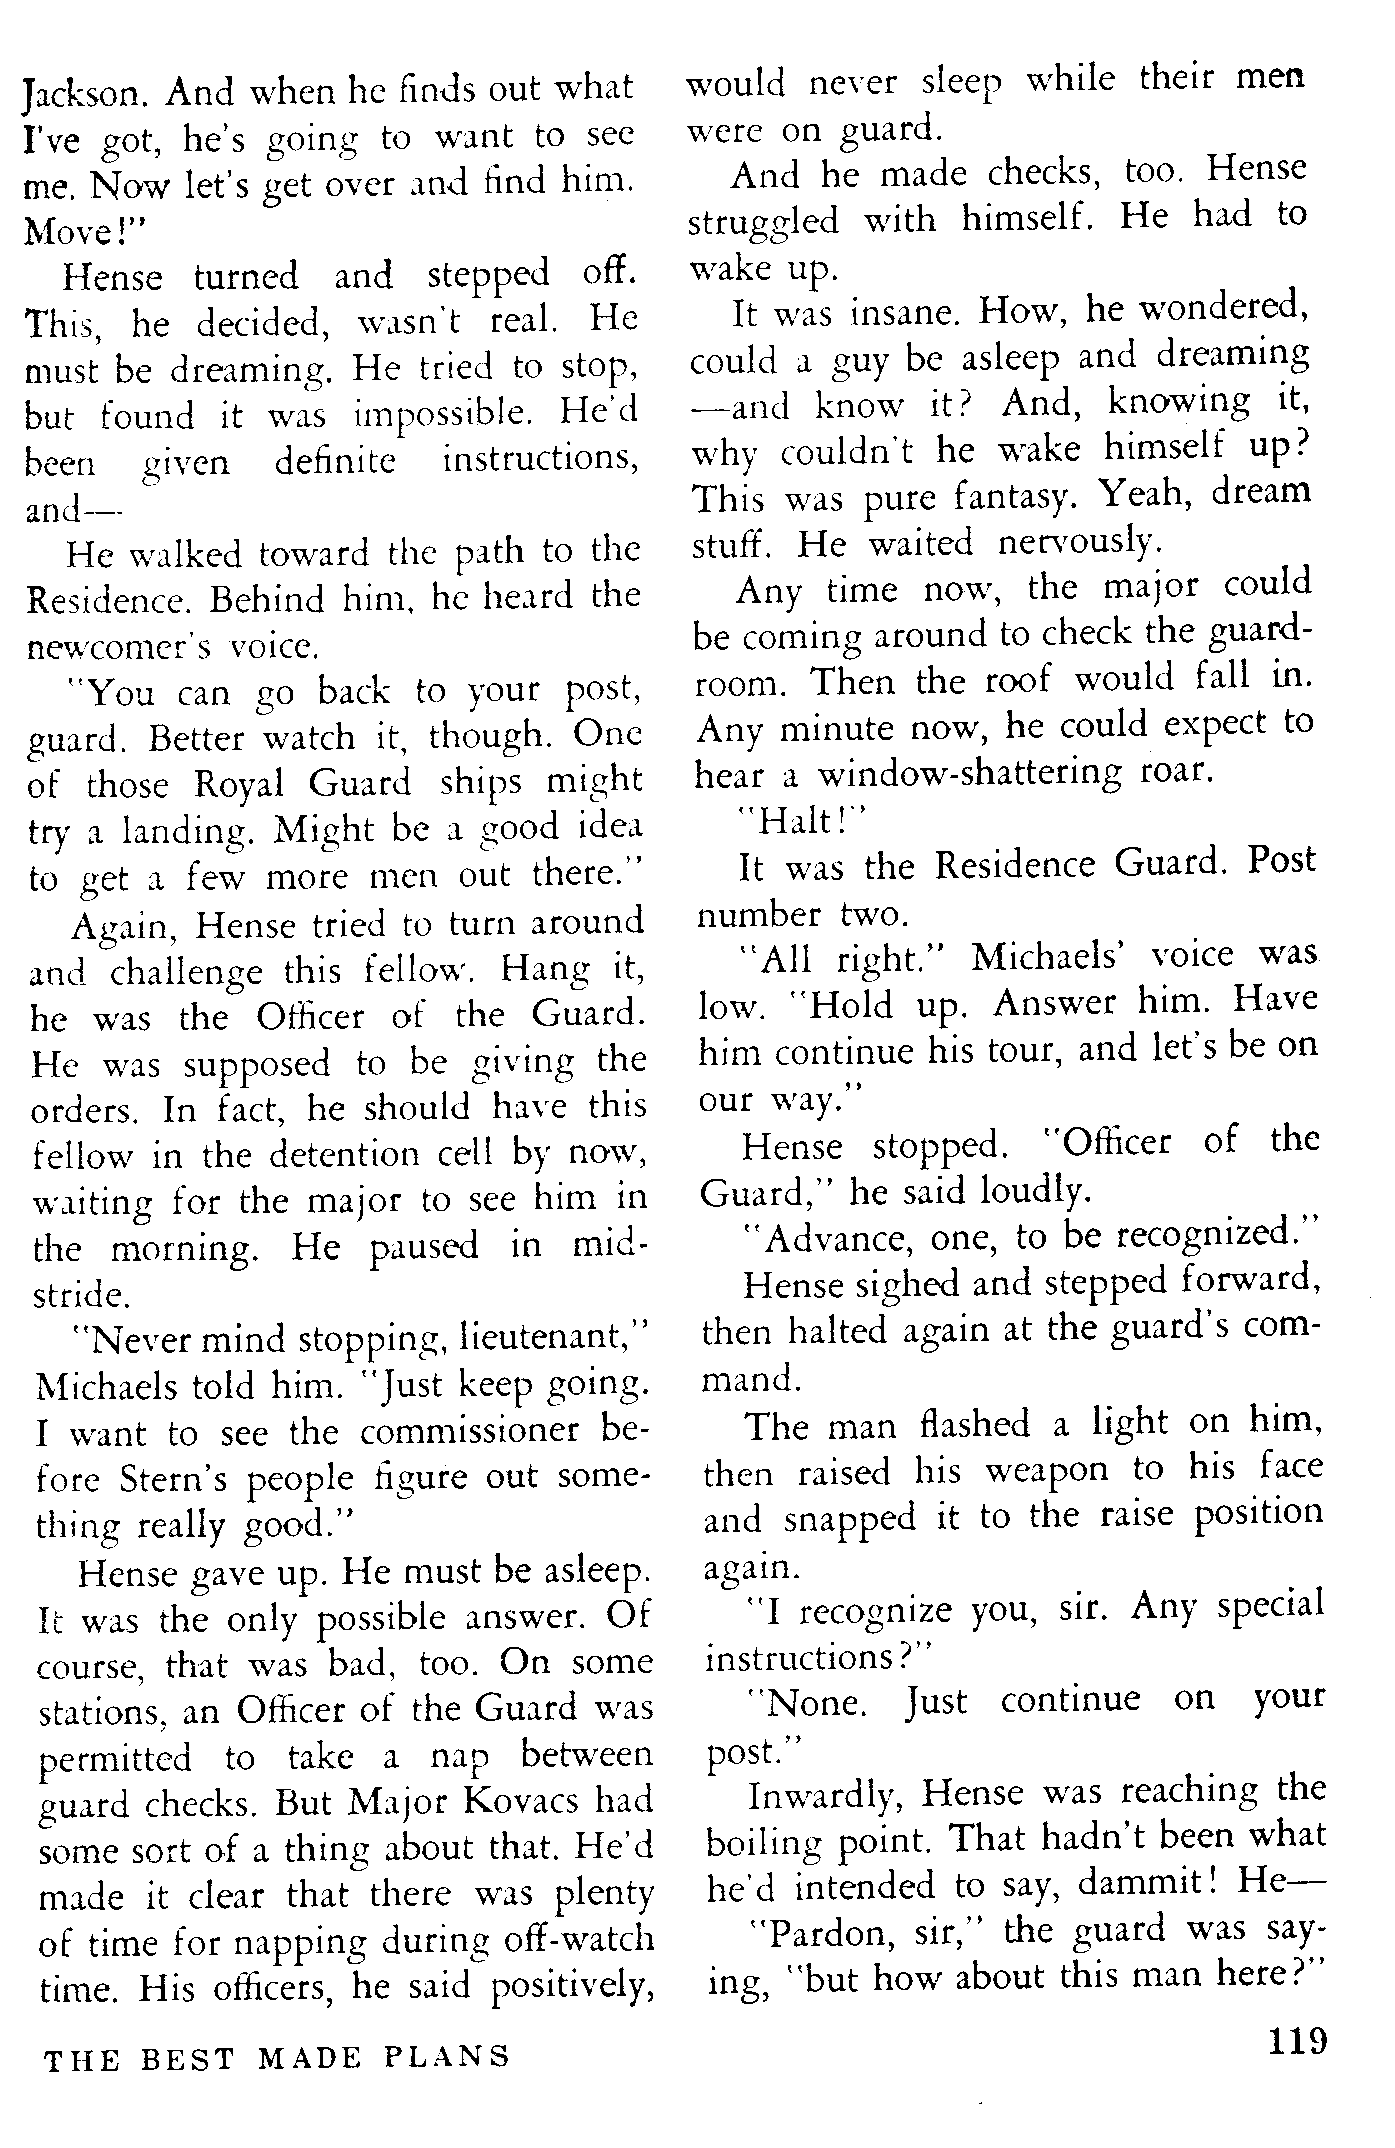 Jackson. And when he finds out what
I've got, he's going to want to see
me. Now let's get over and find him.
Move!"
Hense turned and stepped off.
This, he decided, wasn't real. He
must be dreaming. He tried to stop,
but found it was impossible. He'd
been given definite instructions,
and—
He walked toward the path to the
Residence. Behind him, he heard the
newcomer's voice.
"You can go back to your post,
guard. Better watch it, though. One
of those Royal Guard ships might
try a landing. Might be a good idea
to get a few more men out there."
Again, Hense tried to turn around
and challenge this fellow. Hang it,
he was the Officer of the Guard.
He was supposed to be giving the
orders. In fact, he should have this
fellow in the detention cell by now,
waiting for the major to see him in
the morning. He paused in mid-
stride.
"Never mind stopping, lieutenant,"
Michaels told him. "Just keep going.
I want to see the commissioner be-
fore Stern's people figure out some-
thing really good."
Hense gave up. He must be asleep.
It was the only possible answer. Of
course, that was bad, too. On some
stations, an Officer of the Guard was
permitted to take a nap between
guard checks. But Major Kovacs had
some sort of a thing about that. He'd
made it clear that there was plenty
of time for napping during off-watch
time. His officers, he said positively,
would never sleep while their men
were on guard.
And he made checks, too. Hense
struggled with himself. He had to
wake up.
It was insane. How, he wondered,
could a guy be asleep and dreaming
—and know it? And, knowing it,
why couldn't he wake himself up?
This was pure fantasy. Yeah, dream
stuff. He waited nervously.
Any time now, the major could
be coming around to check the guard-
room. Then the roof would fall in.
Any minute now, he could expect to
hear a window-shattering roar.
"Halt!"
It was the Residence Guard. Post
number two.
"All right." Michaels' voice was
low. "Hold up. Answer him. Have
him continue his tour, and let's be on
our way."
Hense stopped. "Officer of the
Guard," he said loudly.
"Advance, one, to be recognized."
Hense sighed and stepped forward,
then halted again at the guard's com-
mand.
The man flashed a light on him,
then raised his weapon to his face
and snapped it to the raise position
again.
"I recognize you, sir. Any special
instructions?"
"None. Just continue on your
post."
Inwardly, Hense was reaching the
boiling point. That hadn't been what
he'd intended to say, dammit! He—
"Pardon, sir," the guard was say-
ing, "but how about this man here?"
THE BEST MADE PLANS
119